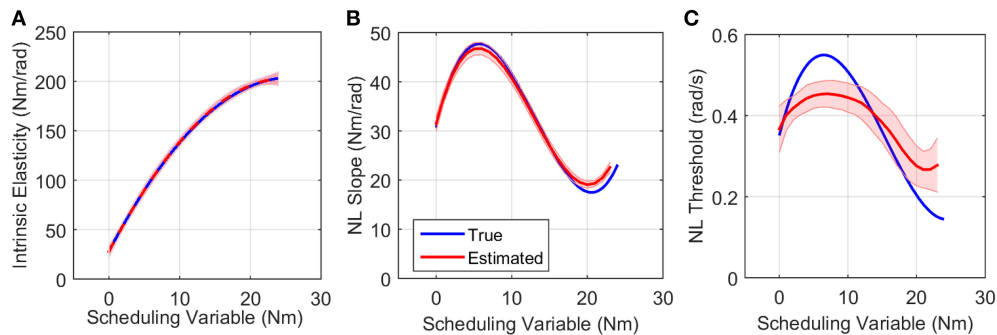 A
Intrinsic Elasticity (Nm/rad)
250
200
150
100
50
0
0 10 20 30
Scheduling Variable (Nm)
B
NL Slope (Nm/rad)
50
40
30
20
10
0
True
Estimated
0 10 20 30
Scheduling Variable (Nm)
C
NL Threshold (rad/s)
0.6
0.4
0.2
0
0 10 20 30
Scheduling Variable (Nm)